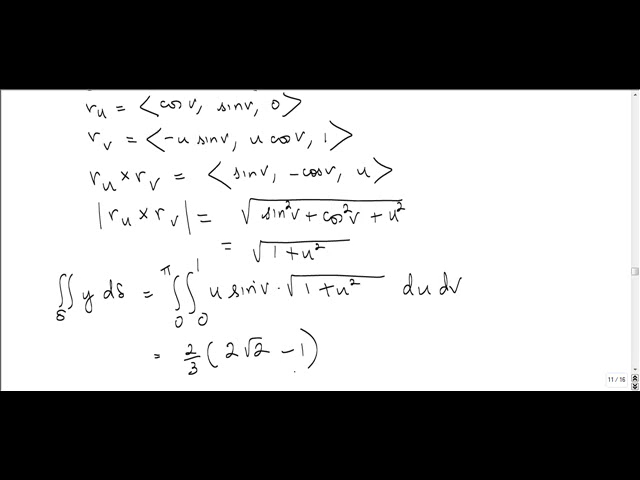 r_u = ⟨cos v, sin v, 0⟩
r_v = ⟨-u sin v, u cos v, 1⟩
r_u × r_v = ⟨sin v, -cos v, u⟩
|r_u × r_v| = √(sin²v + cos²v + u²)
= √(1 + u²)
∬_S y dS = ∫_0^π ∫_0^1 u sin v · √(1 + u²) du dv
= 2/3 (2√2 - 1)
11 / 16